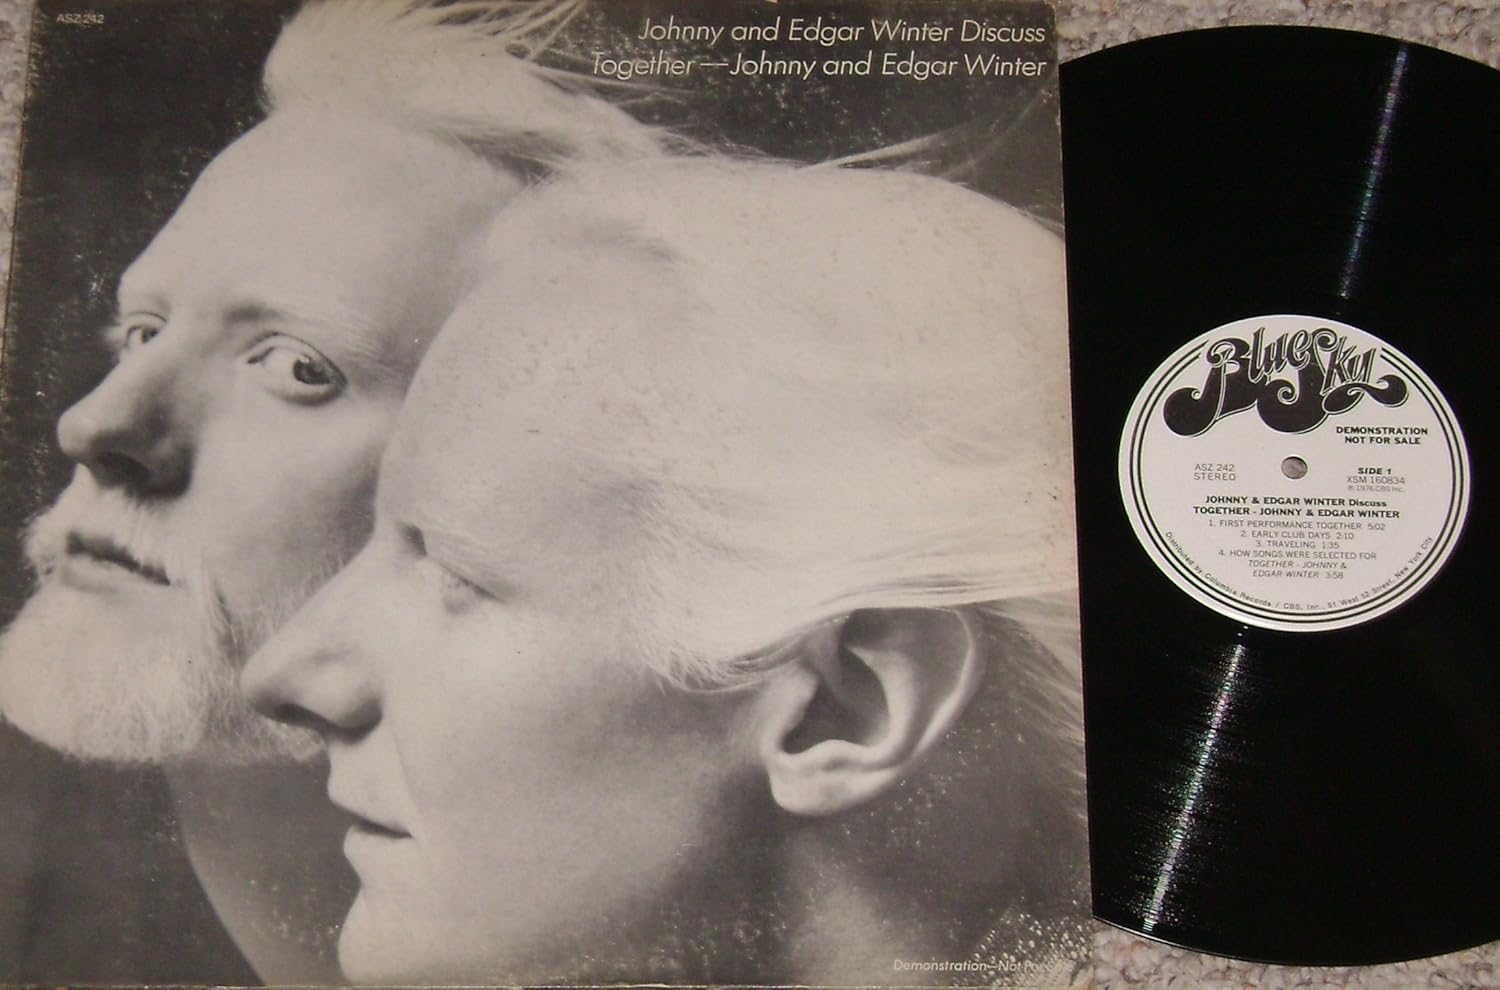 ASZ 242
Johnny and Edgar Winter Discuss
Together—Johnny and Edgar Winter
Demonstration—Not For Sale
Blue Sky
DEMONSTRATION
NOT FOR SALE
ASZ 242
STEREO
SIDE 1
XSM 160834
℗ 1976 CBS Inc.
JOHNNY & EDGAR WINTER Discuss
TOGETHER - JOHNNY & EDGAR WINTER
1. FIRST PERFORMANCE TOGETHER 5:02
2. EARLY CLUB DAYS 2:10
3. TRAVELING 1:35
4. HOW SONGS WERE SELECTED FOR
TOGETHER - JOHNNY &
EDGAR WINTER 3:58
Distributed by Columbia Records / CBS, Inc., 51 West 52 Street, New York City